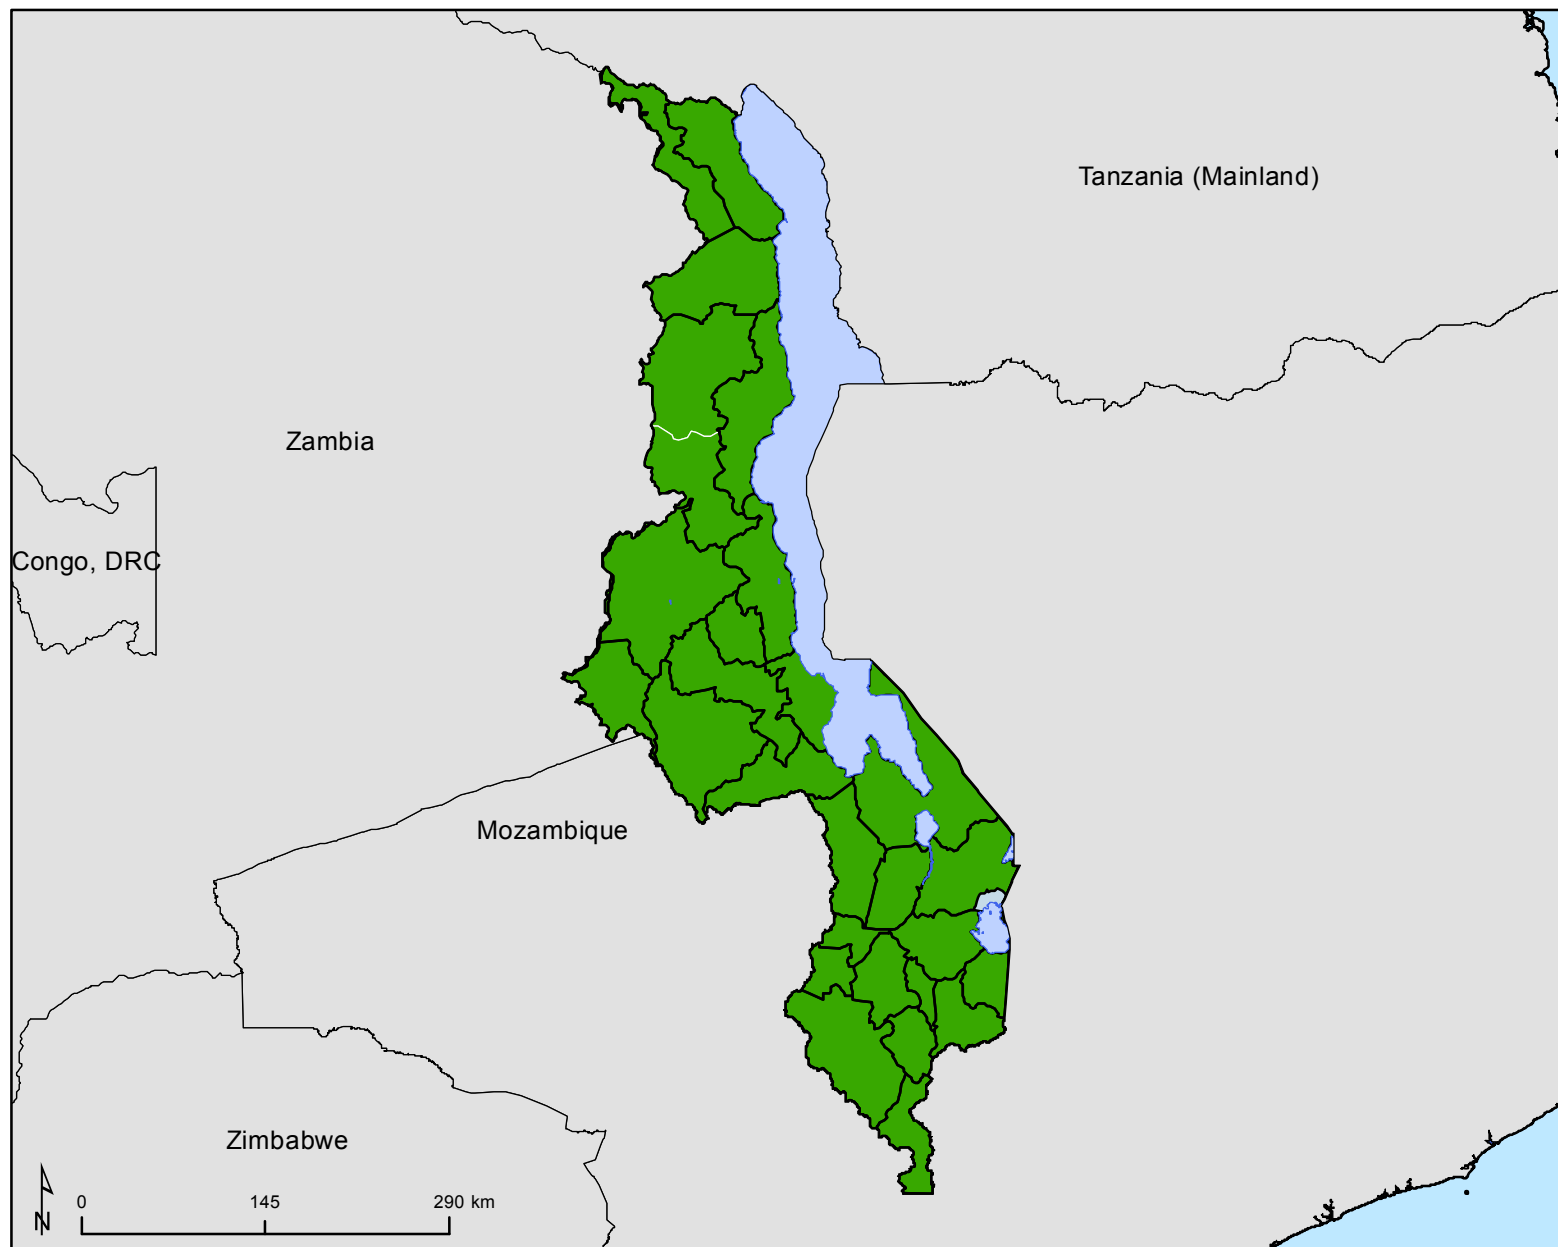 Tanzania (Mainland)
Zambia
Congo, DRC
Mozambique
Zimbabwe
N
0 145 290 km